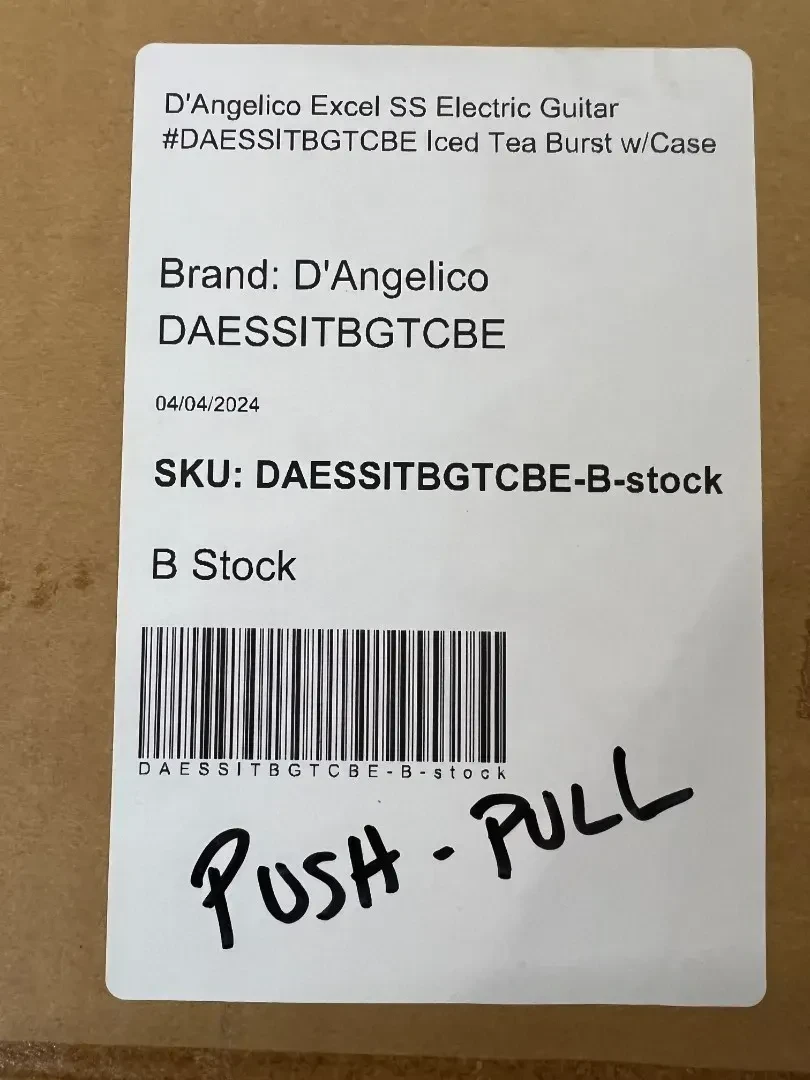 D'Angelico Excel SS Electric Guitar
#DAESSITBGTCBE Iced Tea Burst w/Case
Brand: D'Angelico
DAESSITBGTCBE
04/04/2024
SKU: DAESSITBGTCBE-B-stock
B Stock
DAESSITBGTCBE-B-stock
PUSH-PULL